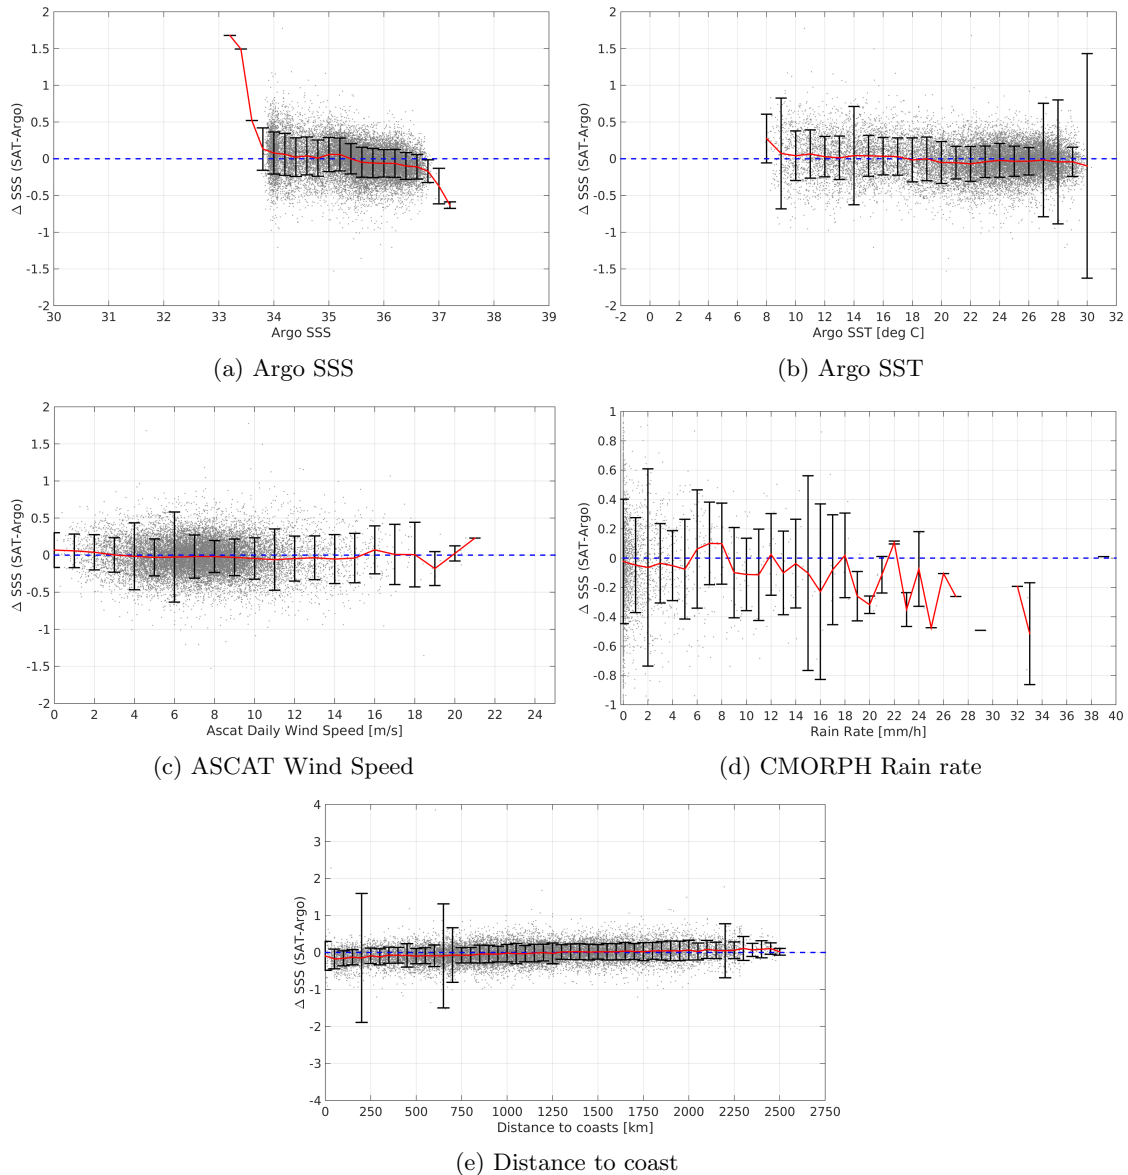 2
1.5
1
0.5
0
-0.5
-1
-1.5
-2
Δ SSS (SAT-Argo)
30 31 32 33 34 35 36 37 38 39
Argo SSS
(a) Argo SSS
2
1.5
1
0.5
0
-0.5
-1
-1.5
-2
Δ SSS (SAT-Argo)
-2 0 2 4 6 8 10 12 14 16 18 20 22 24 26 28 30 32
Argo SST [deg C]
(b) Argo SST
2
1.5
1
0.5
0
-0.5
-1
-1.5
-2
Δ SSS (SAT-Argo)
0 2 4 6 8 10 12 14 16 18 20 22 24
Ascat Daily Wind Speed [m/s]
(c) ASCAT Wind Speed
1
0.8
0.6
0.4
0.2
0
-0.2
-0.4
-0.6
-0.8
-1
Δ SSS (SAT-Argo)
0 2 4 6 8 10 12 14 16 18 20 22 24 26 28 30 32 34 36 38 40
Rain Rate [mm/h]
(d) CMORPH Rain rate
4
3
2
1
0
-1
-2
-3
-4
Δ SSS (SAT-Argo)
0 250 500 750 1000 1250 1500 1750 2000 2250 2500 2750
Distance to coasts [km]
(e) Distance to coast